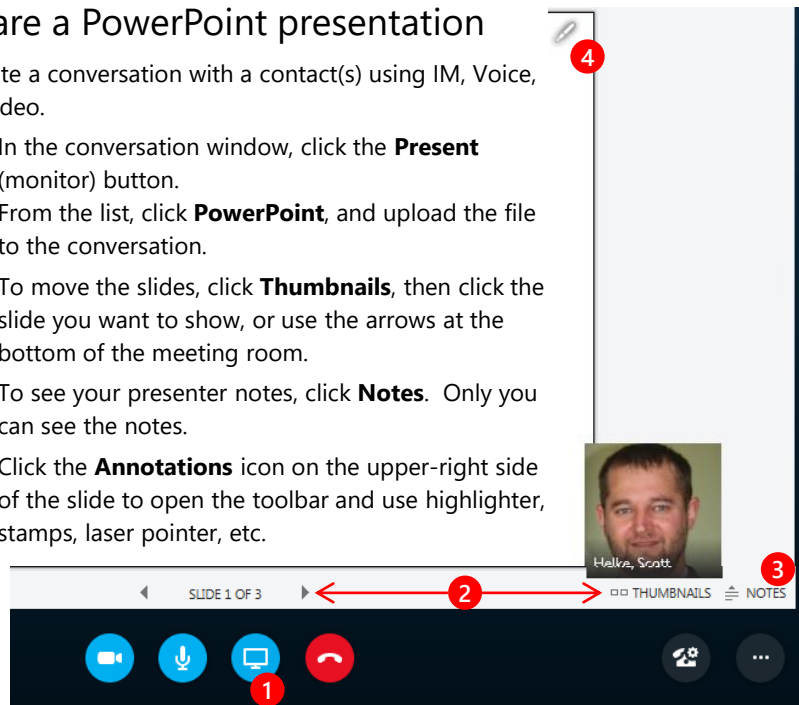 are a PowerPoint presentation
te a conversation with a contact(s) using IM, Voice,
deo.
In the conversation window, click the Present
(monitor) button.
From the list, click PowerPoint, and upload the file
to the conversation.
To move the slides, click Thumbnails, then click the
slide you want to show, or use the arrows at the
bottom of the meeting room.
To see your presenter notes, click Notes.  Only you
can see the notes.
Click the Annotations icon on the upper-right side
of the slide to open the toolbar and use highlighter,
stamps, laser pointer, etc.
4
Helke, Scott
3
SLIDE 1 OF 3
2
THUMBNAILS
NOTES
1